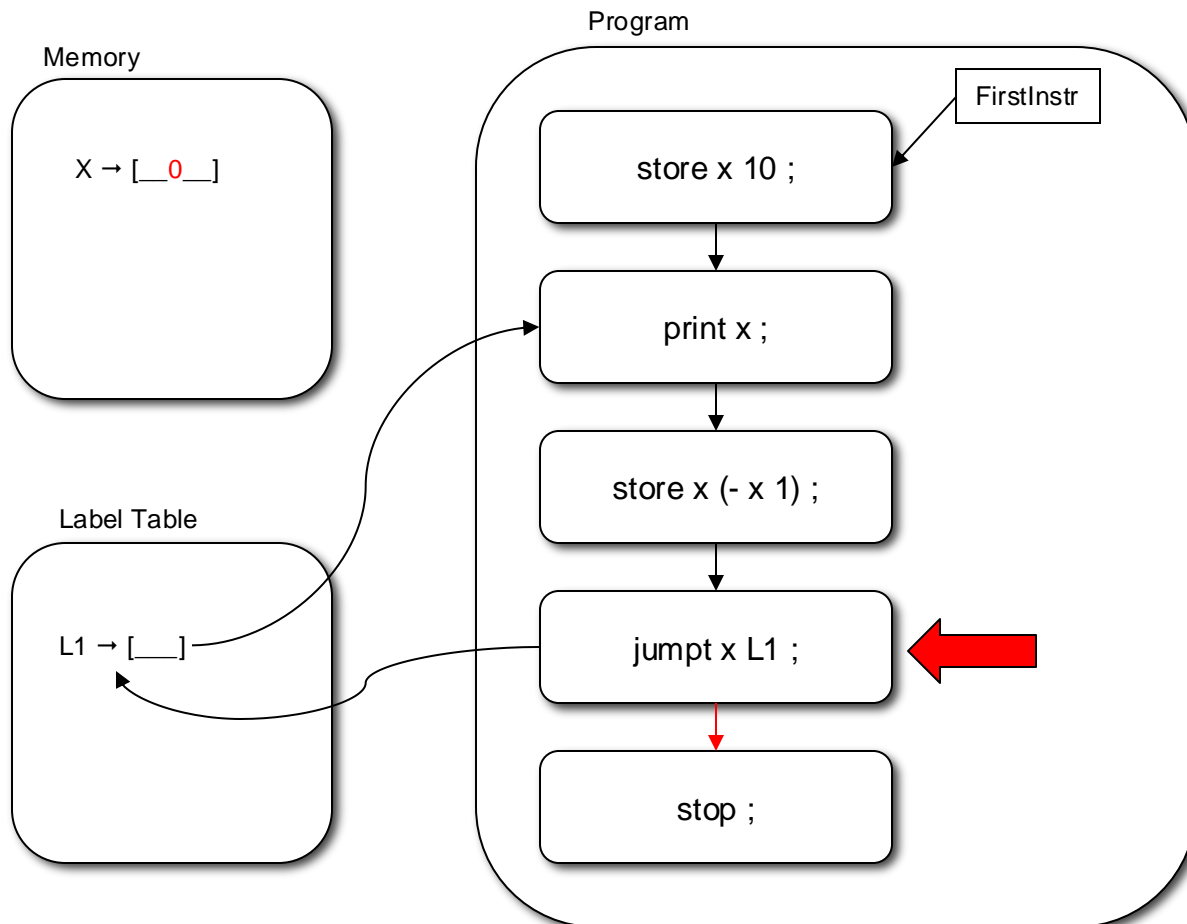 Program
Memory
FirstInstr
X → [__0__]
store x 10 ;
print x ;
store x (- x 1) ;
Label Table
L1 → [___]
jumpt x L1 ;
stop ;